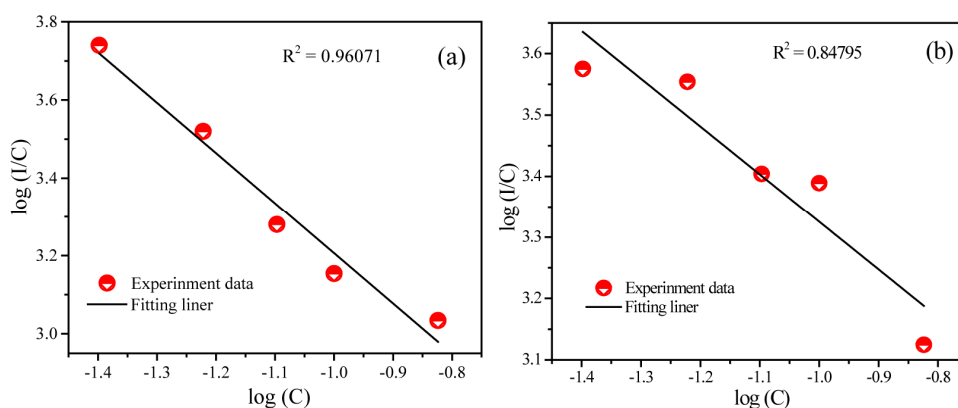 3.8
3.6
3.4
3.2
3.0
log (I/C)
R² = 0.96071
(a)
Experiment data
Fitting liner
-1.4 -1.3 -1.2 -1.1 -1.0 -0.9 -0.8
log (C)
3.6
3.5
3.4
3.3
3.2
3.1
log (I/C)
R² = 0.84795
(b)
Experiment data
Fitting liner
-1.4 -1.3 -1.2 -1.1 -1.0 -0.9 -0.8
log (C)